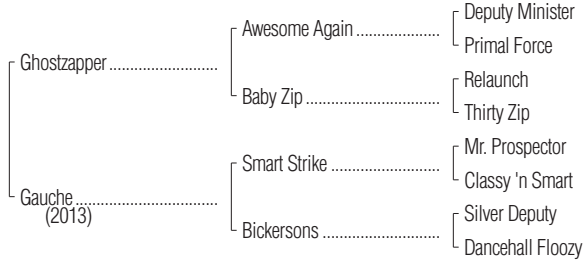 Deputy Minister
Awesome Again
Primal Force
Ghostzapper
Relaunch
Baby Zip
Thirty Zip
Mr. Prospector
Smart Strike
Classy 'n Smart
Gauche
(2013)
Silver Deputy
Bickersons
Dancehall Floozy